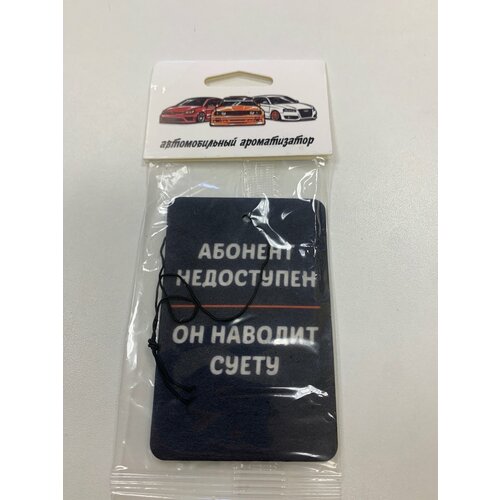 автомобильный ароматизатор
АБОНЕНТ
НЕДОСТУПЕН
ОН НАВОДИТ
СУЕТУ